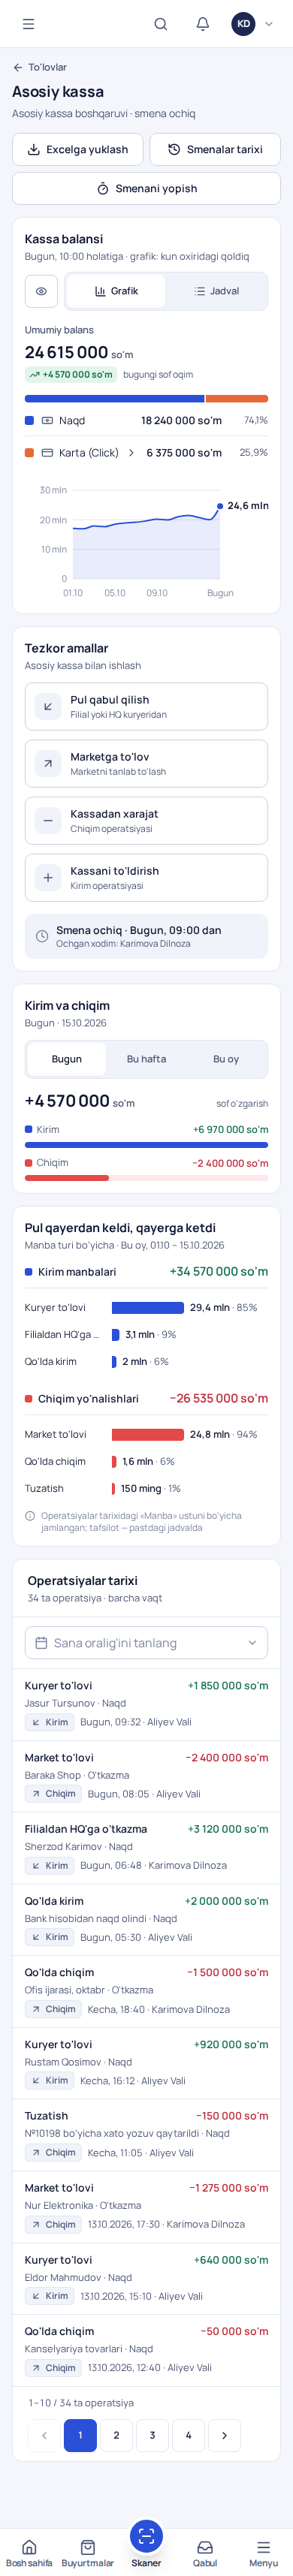 KD
To'lovlar
Asosiy kassa
Asosiy kassa boshqaruvi · smena ochiq
Excelga yuklash
Smenalar tarixi
Smenani yopish
Kassa balansi
Bugun, 10:00 holatiga · grafik: kun oxiridagi qoldiq
Grafik
Jadval
Umumiy balans
24 615 000 so'm
+4 570 000 so'm bugungi sof oqim
Naqd 18 240 000 so'm 74,1%
Karta (Click) 6 375 000 so'm 25,9%
30 mln
20 mln
10 mln
0
24,6 mln
01.10 05.10 09.10 Bugun
Tezkor amallar
Asosiy kassa bilan ishlash
Pul qabul qilish
Filial yoki HQ kuryeridan
Marketga to'lov
Marketni tanlab to'lash
Kassadan xarajat
Chiqim operatsiyasi
Kassani to'ldirish
Kirim operatsiyasi
Smena ochiq · Bugun, 09:00 dan
Ochgan xodim: Karimova Dilnoza
Kirim va chiqim
Bugun · 15.10.2026
Bugun
Bu hafta
Bu oy
+4 570 000 so'm sof o'zgarish
Kirim +6 970 000 so'm
Chiqim −2 400 000 so'm
Pul qayerdan keldi, qayerga ketdi
Manba turi bo'yicha · Bu oy, 01.10 – 15.10.2026
Kirim manbalari +34 570 000 so'm
Kuryer to'lovi 29,4 mln · 85%
Filialdan HQ'ga ... 3,1 mln · 9%
Qo'lda kirim 2 mln · 6%
Chiqim yo'nalishlari −26 535 000 so'm
Market to'lovi 24,8 mln · 94%
Qo'lda chiqim 1,6 mln · 6%
Tuzatish 150 ming · 1%
Operatsiyalar tarixidagi «Manba» ustuni bo'yicha
jamlangan; tafsilot — pastdagi jadvalda
Operatsiyalar tarixi
34 ta operatsiya · barcha vaqt
Sana oralig'ini tanlang
Kuryer to'lovi +1 850 000 so'm
Jasur Tursunov · Naqd
Kirim Bugun, 09:32 · Aliyev Vali
Market to'lovi −2 400 000 so'm
Baraka Shop · O'tkazma
Chiqim Bugun, 08:05 · Aliyev Vali
Filialdan HQ'ga o'tkazma +3 120 000 so'm
Sherzod Karimov · Naqd
Kirim Bugun, 06:48 · Karimova Dilnoza
Qo'lda kirim +2 000 000 so'm
Bank hisobidan naqd olindi · Naqd
Kirim Bugun, 05:30 · Aliyev Vali
Qo'lda chiqim −1 500 000 so'm
Ofis ijarasi, oktabr · O'tkazma
Chiqim Kecha, 18:40 · Karimova Dilnoza
Kuryer to'lovi +920 000 so'm
Rustam Qosimov · Naqd
Kirim Kecha, 16:12 · Aliyev Vali
Tuzatish −150 000 so'm
№10198 bo'yicha xato yozuv qaytarildi · Naqd
Chiqim Kecha, 11:05 · Aliyev Vali
Market to'lovi −1 275 000 so'm
Nur Elektronika · O'tkazma
Chiqim 13.10.2026, 17:30 · Karimova Dilnoza
Kuryer to'lovi +640 000 so'm
Eldor Mahmudov · Naqd
Kirim 13.10.2026, 15:10 · Aliyev Vali
Qo'lda chiqim −50 000 so'm
Kanselyariya tovarlari · Naqd
Chiqim 13.10.2026, 12:40 · Aliyev Vali
1–10 / 34 ta operatsiya
1 2 3 4
Bosh sahifa Buyurtmalar Skaner Qabul Menyu